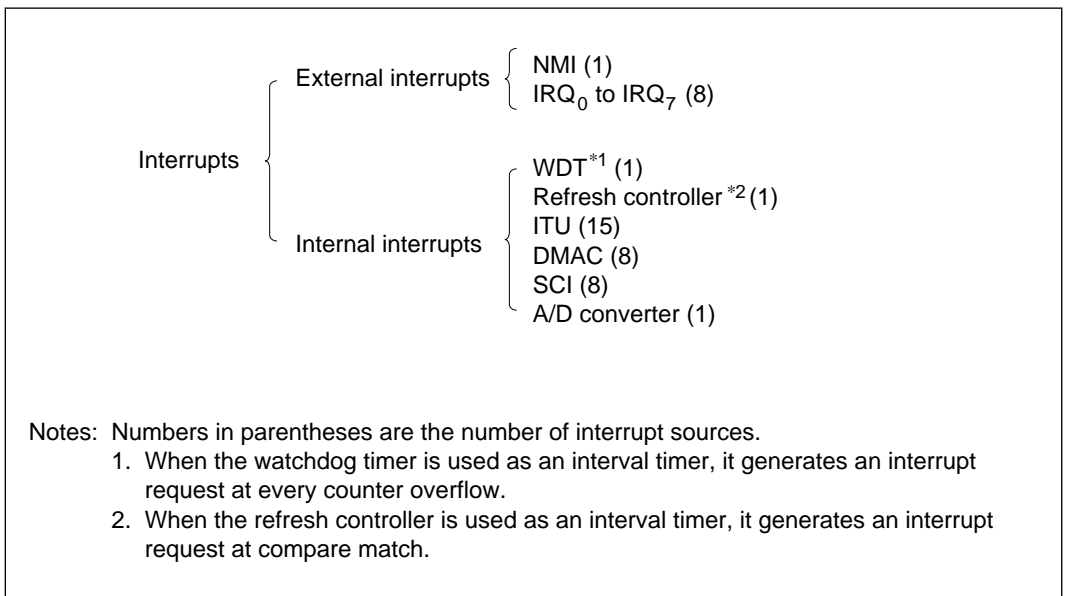 External interrupts
NMI (1)
IRQ0 to IRQ7 (8)
Interrupts
Internal interrupts
WDT*1 (1)
Refresh controller*2 (1)
ITU (15)
DMAC (8)
SCI (8)
A/D converter (1)
Notes: Numbers in parentheses are the number of interrupt sources.
1. When the watchdog timer is used as an interval timer, it generates an interrupt
request at every counter overflow.
2. When the refresh controller is used as an interval timer, it generates an interrupt
request at compare match.